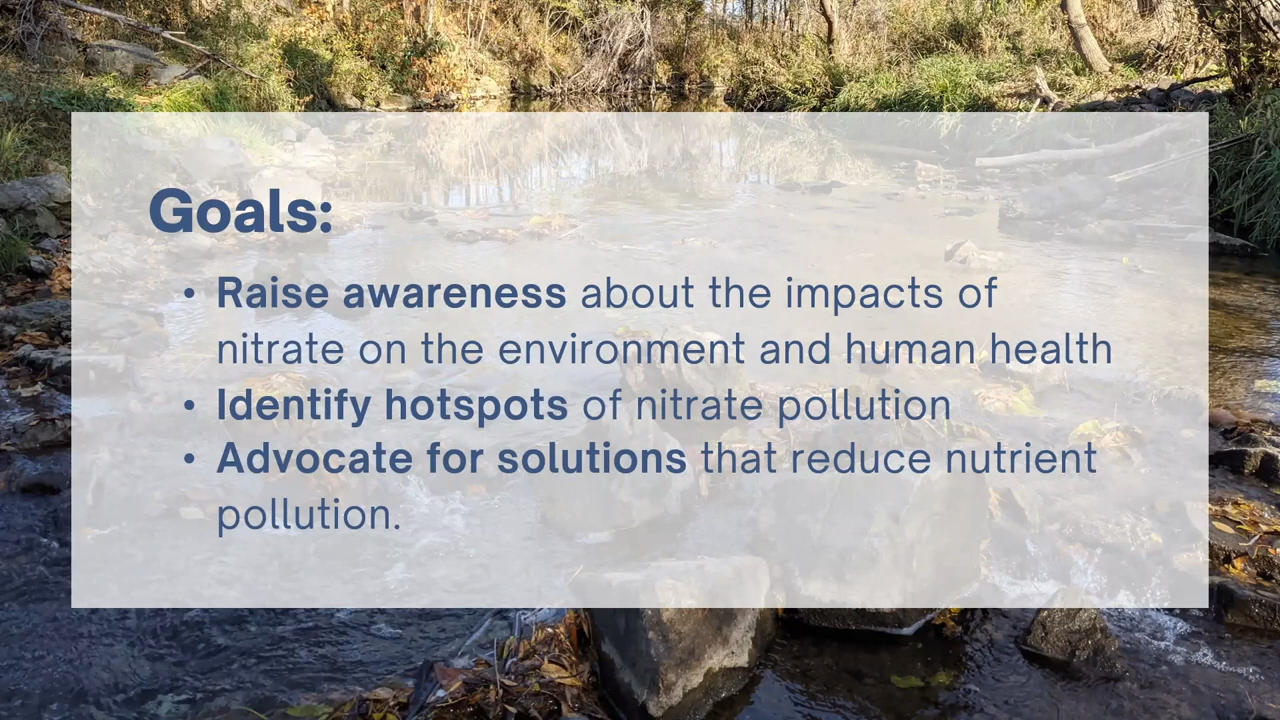 Goals:
• Raise awareness about the impacts of
nitrate on the environment and human health
• Identify hotspots of nitrate pollution
• Advocate for solutions that reduce nutrient
pollution.